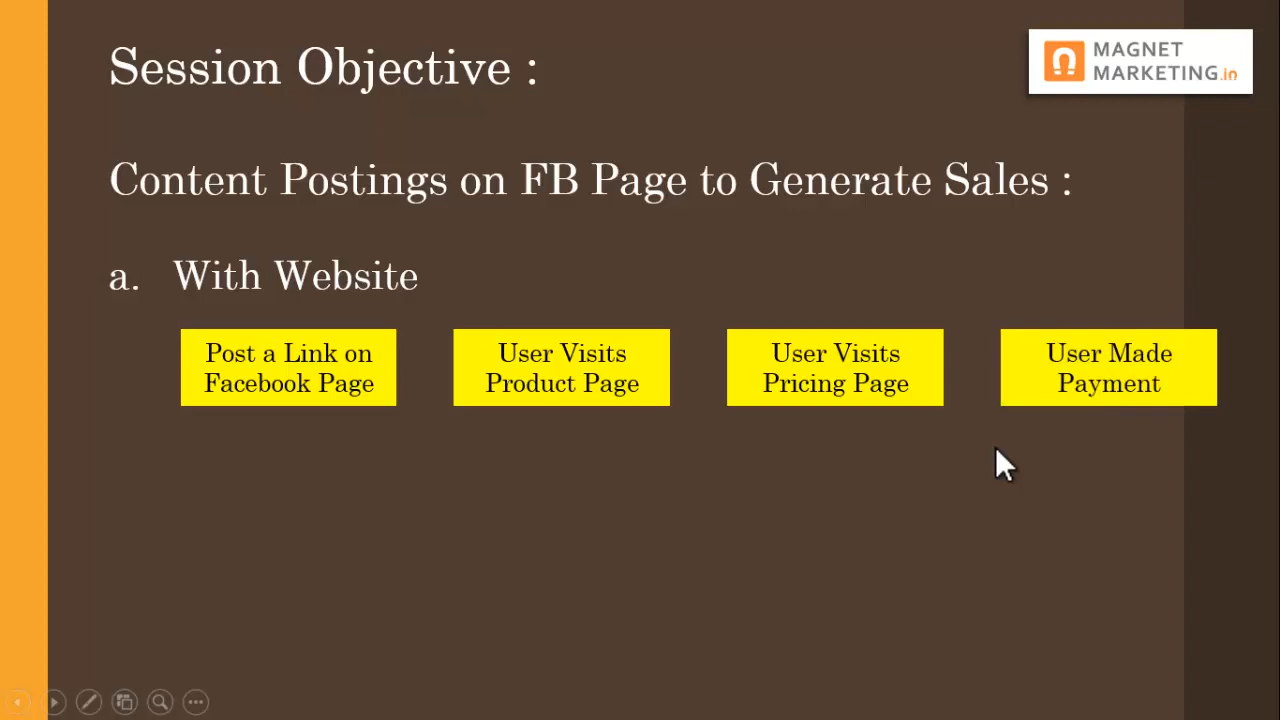 Session Objective :
MAGNET
MARKETING.in
Content Postings on FB Page to Generate Sales :
a. With Website
Post a Link on
Facebook Page
User Visits
Product Page
User Visits
Pricing Page
User Made
Payment